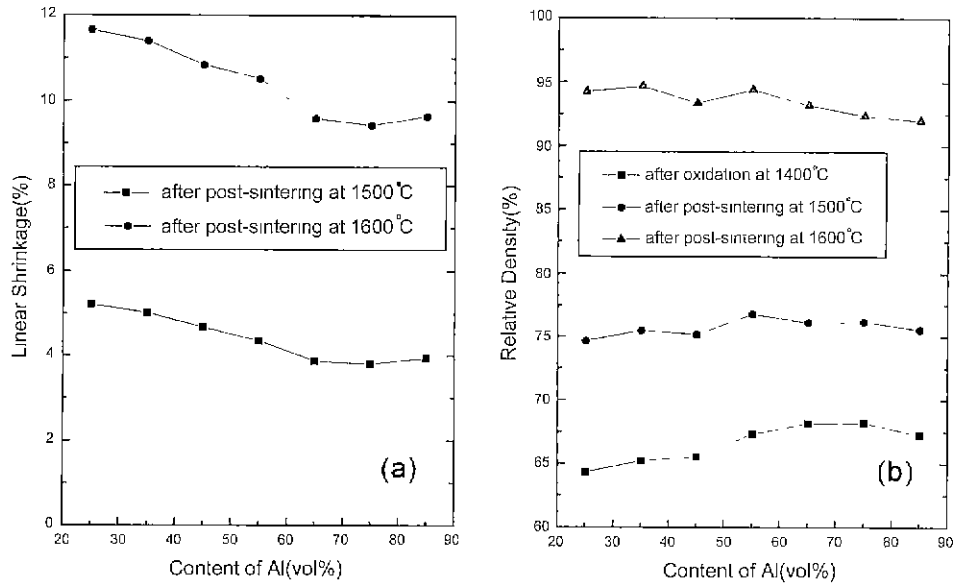 12
10
8
6
4
2
0
Linear Shrinkage(%)
after post-sintering at 1500°C
after post-sintering at 1600°C
(a)
20 30 40 50 60 70 80 90
Content of Al(vol%)
100
95
90
85
80
75
70
65
60
Relative Density(%)
after oxidation at 1400°C
after post-sintering at 1500°C
after post-sintering at 1600°C
(b)
20 30 40 50 60 70 80 90
Content of Al(vol%)